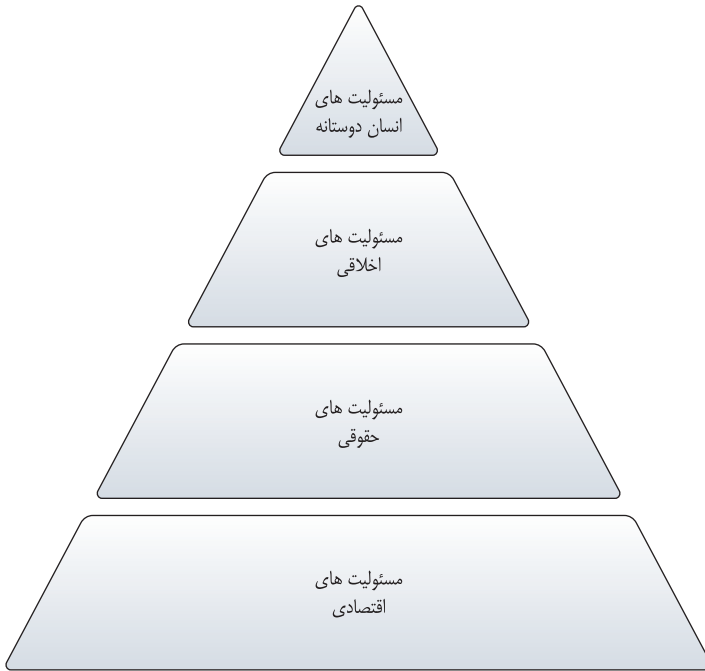 مسئولیت های
انسان دوستانه
مسئولیت های
اخلاقی
مسئولیت های
حقوقی
مسئولیت های
اقتصادی